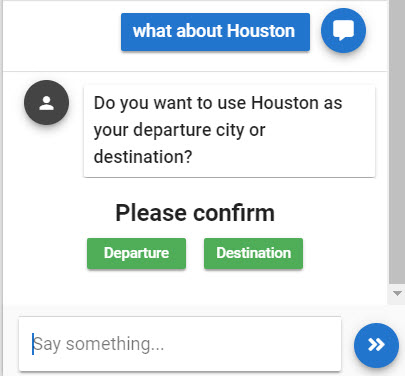 what about Houston
Do you want to use Houston as
your departure city or
destination?
Please confirm
Departure Destination
Say something...